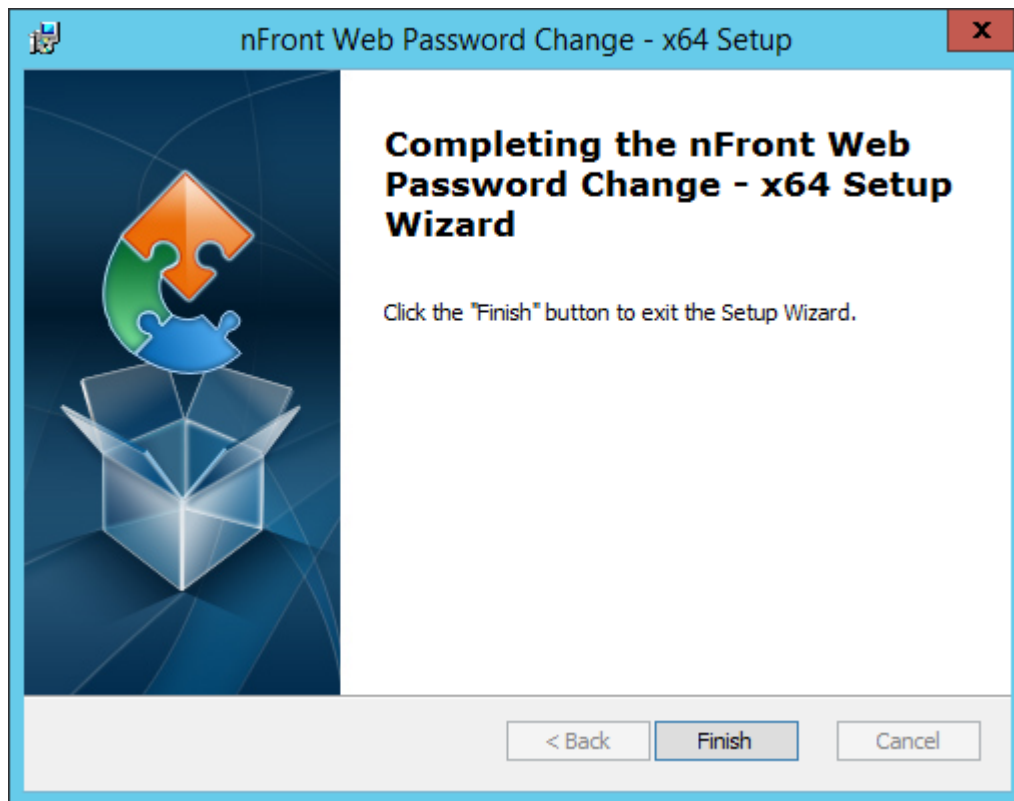 nFront Web Password Change - x64 Setup
x
Completing the nFront Web
Password Change - x64 Setup
Wizard
Click the "Finish" button to exit the Setup Wizard.
< Back
Finish
Cancel